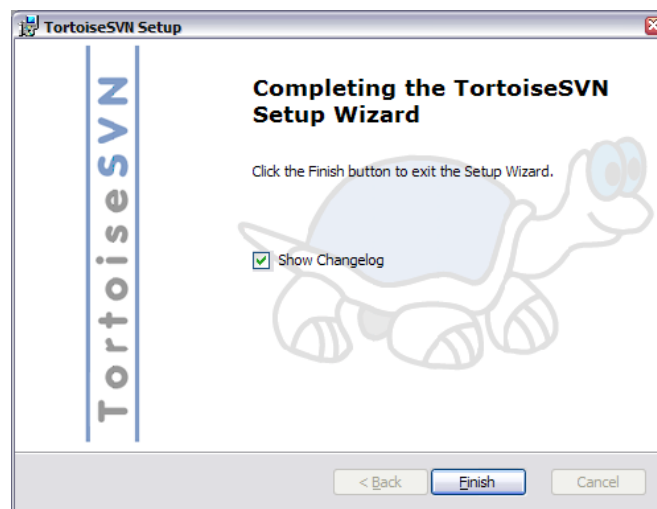 TortoiseSVN Setup
TortoiseSVN
Completing the TortoiseSVN
Setup Wizard
Click the Finish button to exit the Setup Wizard.
Show Changelog
< Back
Finish
Cancel